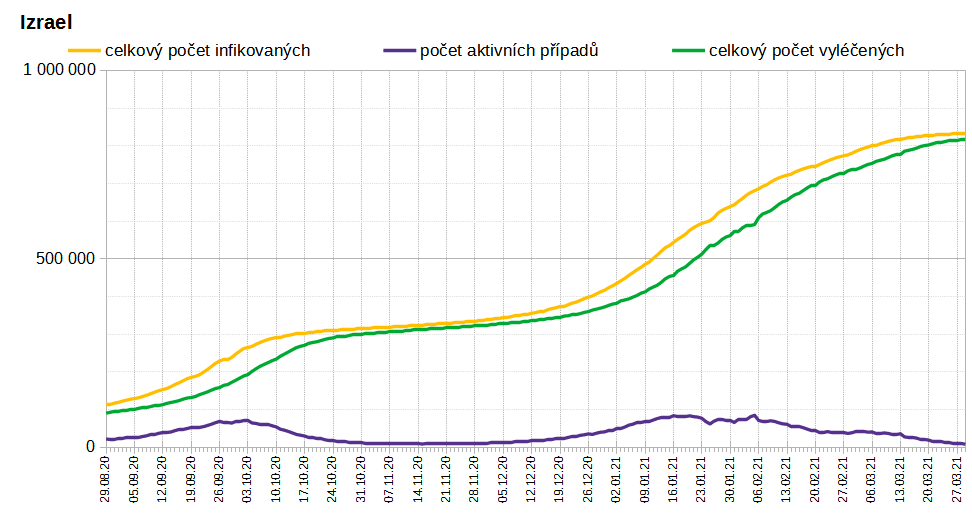 Izrael
celkový počet infikovaných počet aktivních případů celkový počet vyléčených
1 000 000
500 000
0
29.08.20 05.09.20 12.09.20 19.09.20 26.09.20 03.10.20 10.10.20 17.10.20 24.10.20 31.10.20 07.11.20 14.11.20 21.11.20 28.11.20 05.12.20 12.12.20 19.12.20 26.12.20 02.01.21 09.01.21 16.01.21 23.01.21 30.01.21 06.02.21 13.02.21 20.02.21 27.02.21 06.03.21 13.03.21 20.03.21 27.03.21